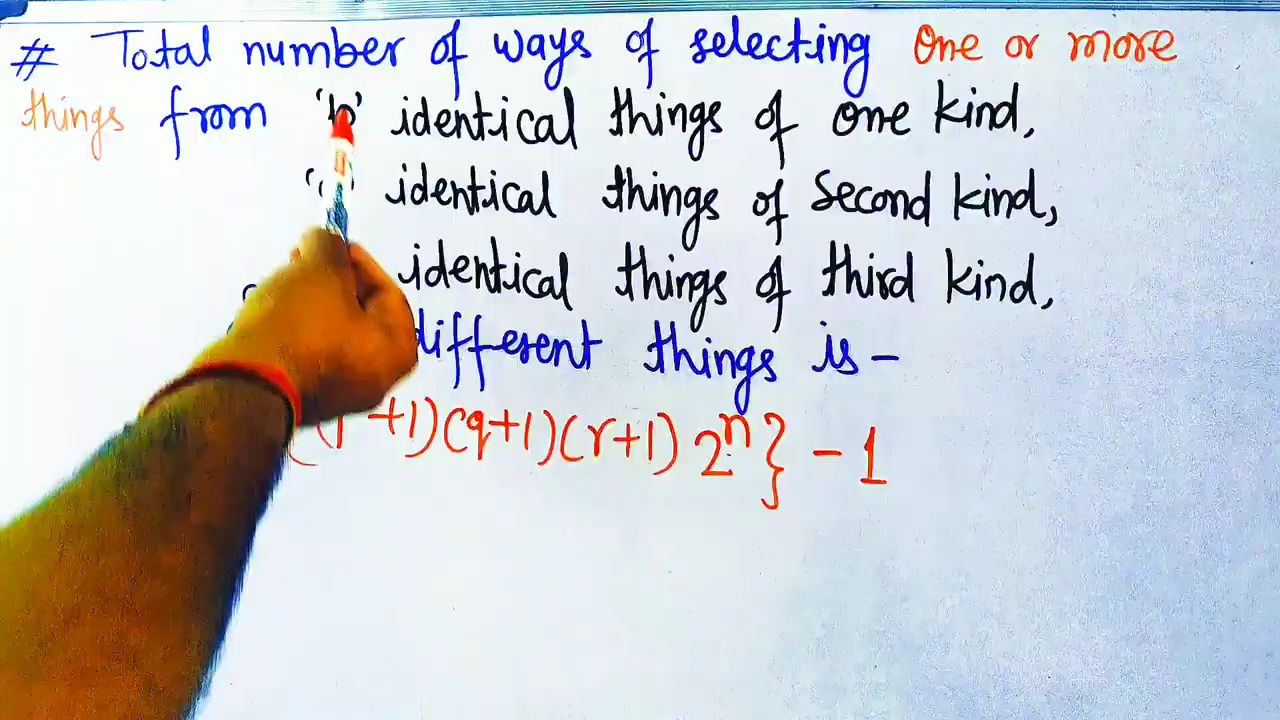 # Total number of ways of selecting one or more
things from 'p' identical things of one kind,
identical things of second kind,
identical things of third kind,
different things is -
+1)(q+1)(r+1) 2ⁿ} - 1